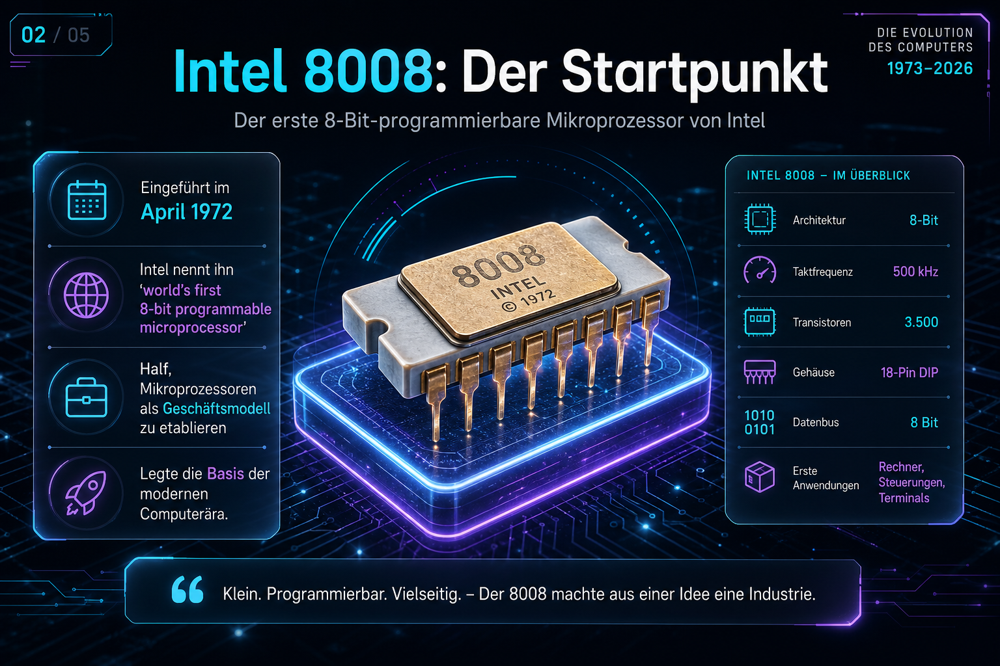 02 / 05
DIE EVOLUTION
DES COMPUTERS
1973–2026
Intel 8008: Der Startpunkt
Der erste 8-Bit-programmierbare Mikroprozessor von Intel
Eingeführt im
April 1972
Intel nennt ihn
‘world’s first
8-bit programmable
microprocessor’
Half,
Mikroprozessoren
als Geschäftsmodell
zu etablieren
Legte die Basis der
modernen
Computerära.
8008
INTEL
© 1972
INTEL 8008 – IM ÜBERBLICK
Architektur 8-Bit
Taktfrequenz 500 kHz
Transistoren 3.500
Gehäuse 18-Pin DIP
1010
0101
Datenbus 8 Bit
Erste
Anwendungen
Rechner,
Steuerungen,
Terminals
“ Klein. Programmierbar. Vielseitig. – Der 8008 machte aus einer Idee eine Industrie.